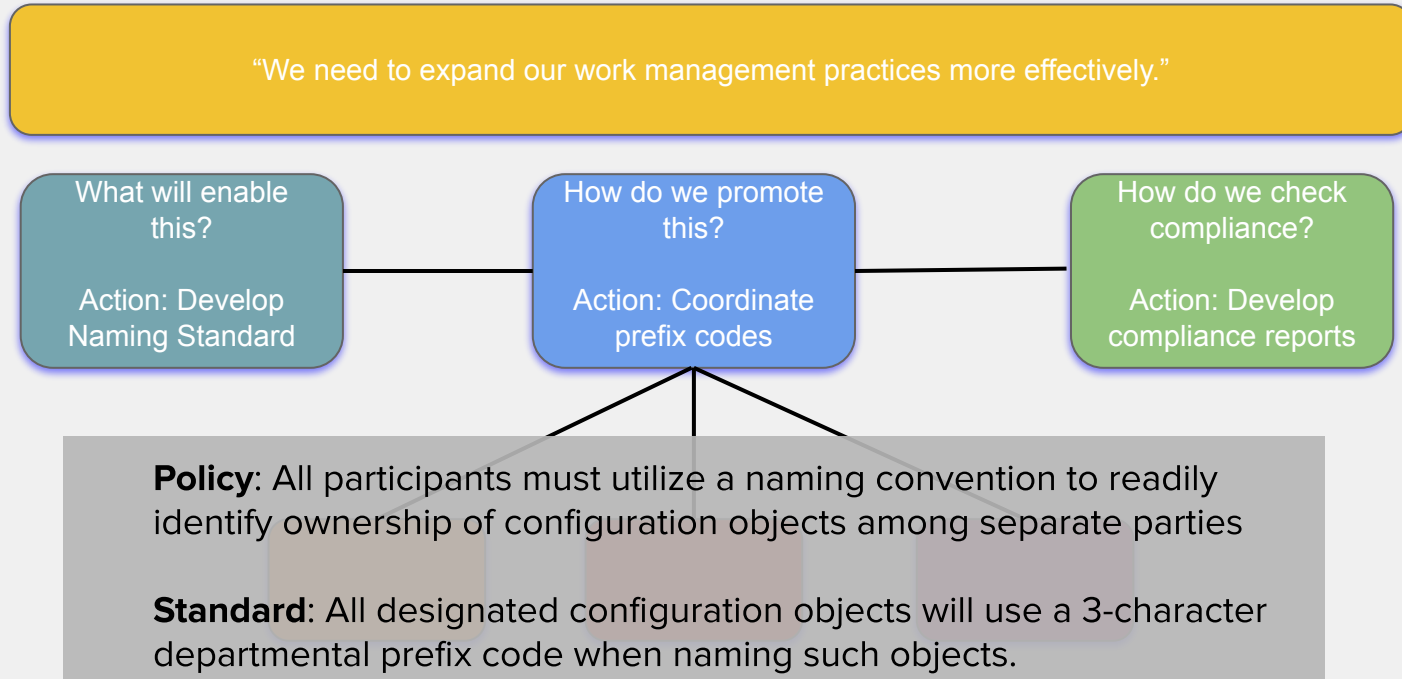 “We need to expand our work management practices more effectively.”
What will enable
this?
Action: Develop
Naming Standard
How do we promote
this?
Action: Coordinate
prefix codes
How do we check
compliance?
Action: Develop
compliance reports
Policy: All participants must utilize a naming convention to readily
identify ownership of configuration objects among separate parties
Standard: All designated configuration objects will use a 3-character
departmental prefix code when naming such objects.